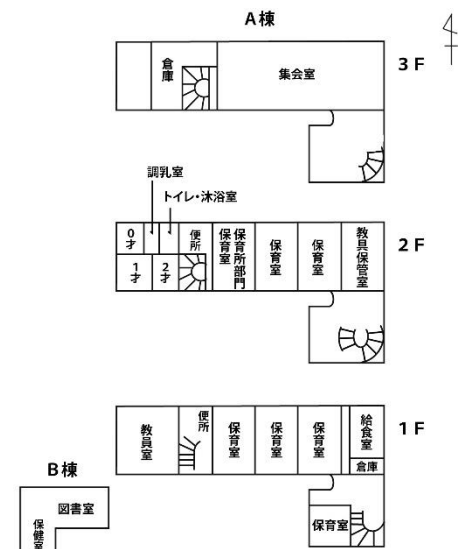 A棟
3F
倉庫
集会室
調乳室
トイレ・沐浴室
2F
0才
便所
保育室
保育所部門
保育室
保育室
教具保管室
1才
2才
1F
教員室
便所
保育室
保育室
保育室
給食室
倉庫
保育室
B棟
図書室
保健室